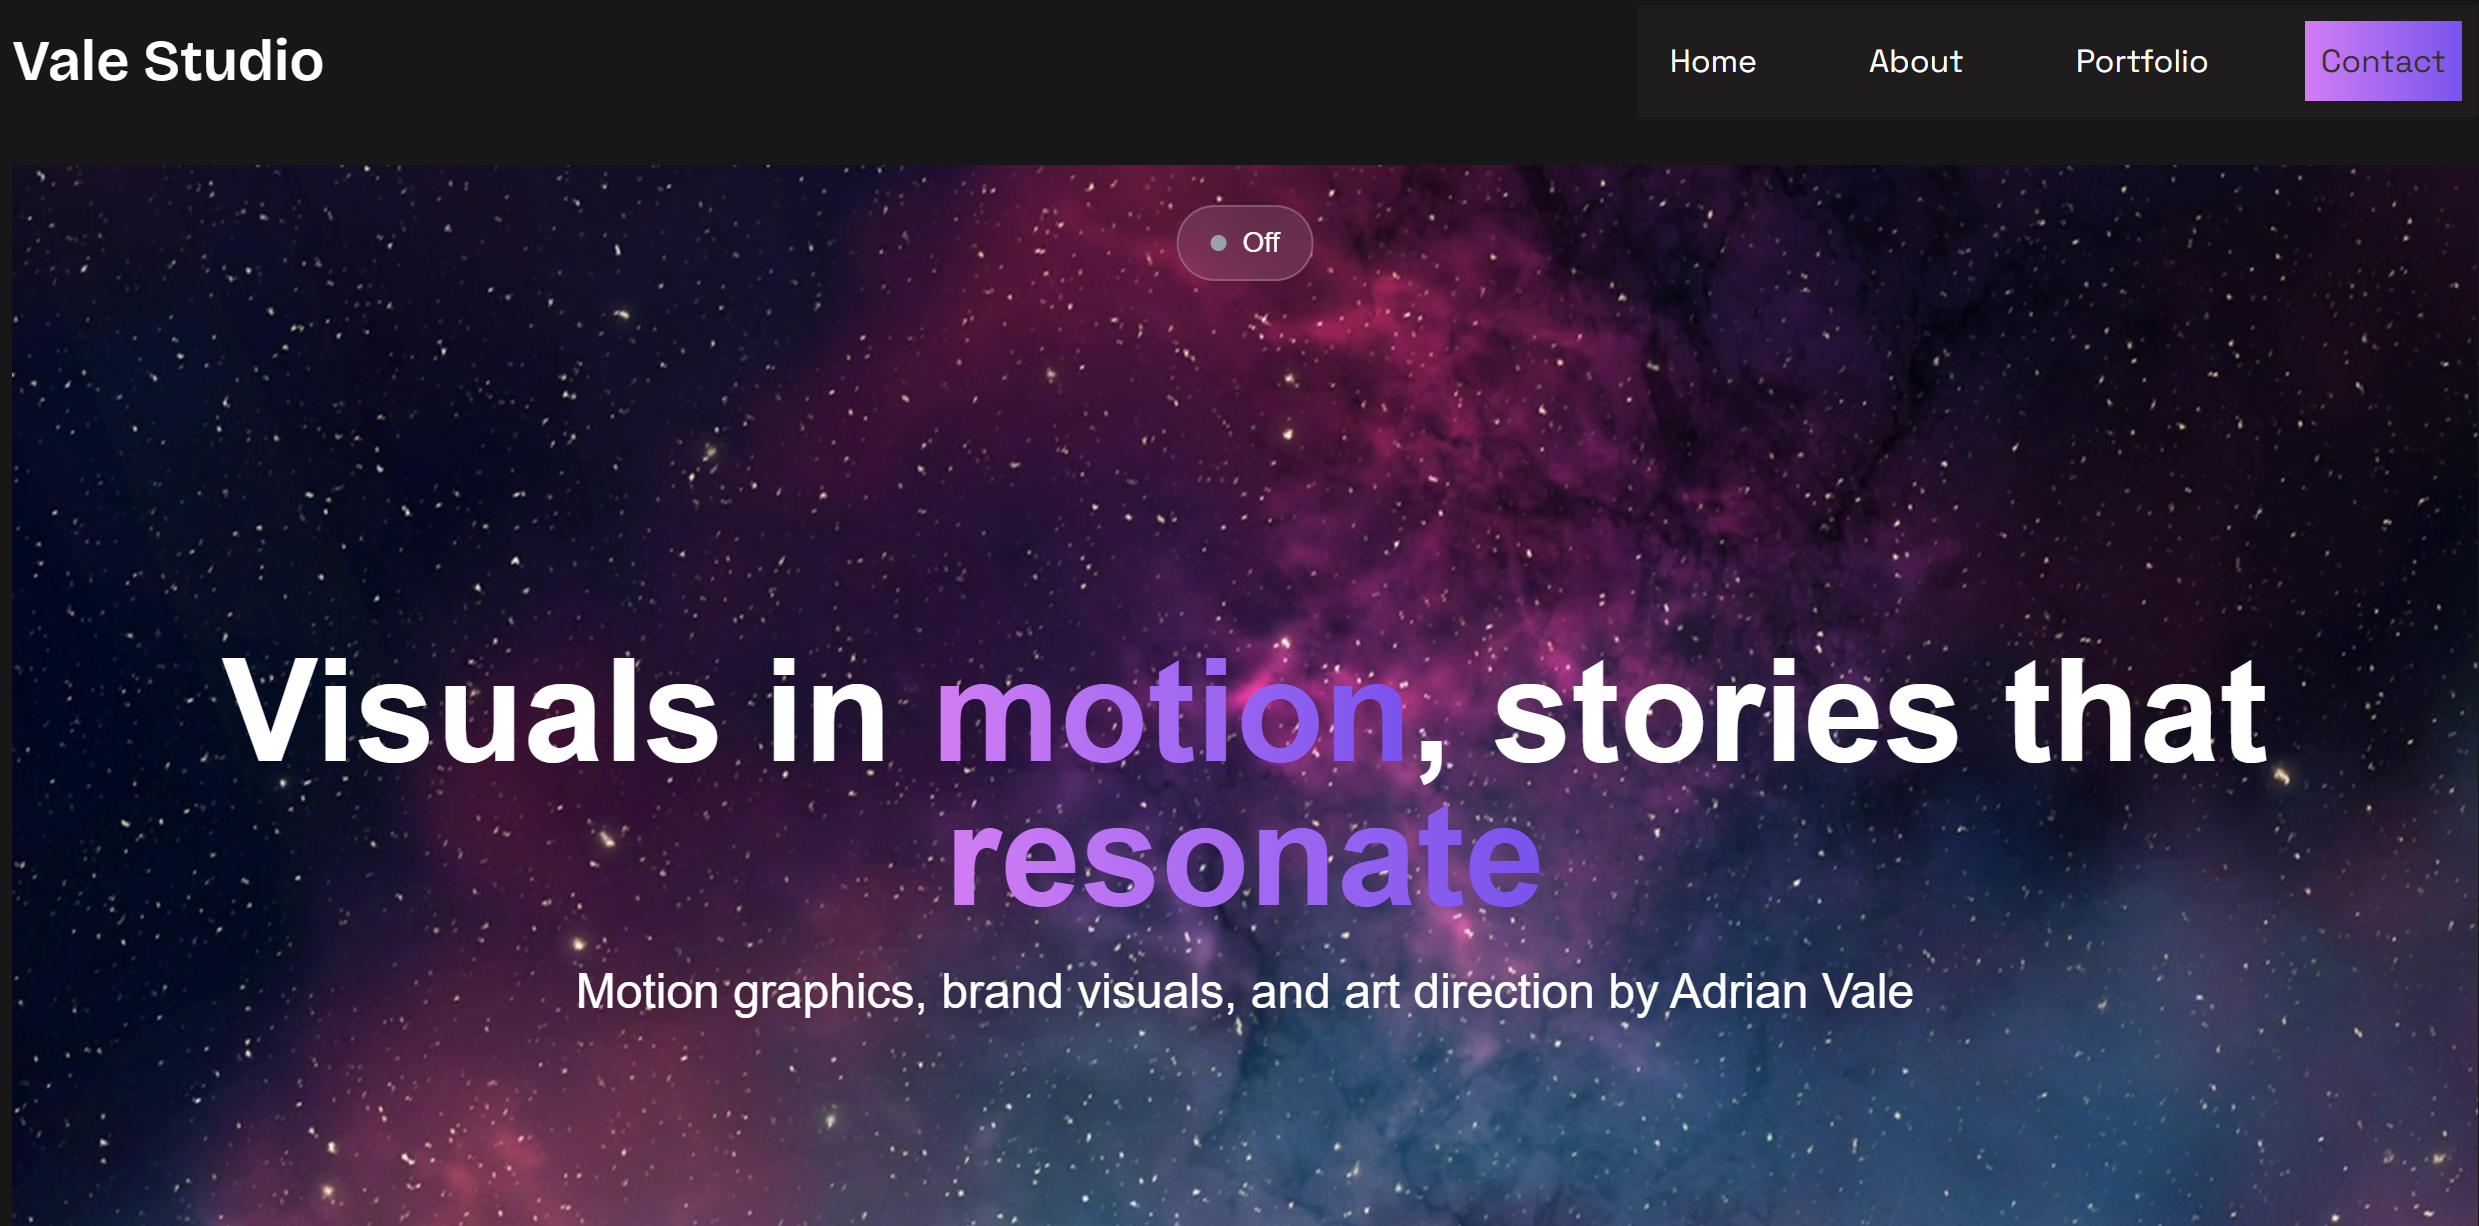 Vale Studio
Home About Portfolio Contact
Off
Visuals in motion, stories that
resonate
Motion graphics, brand visuals, and art direction by Adrian Vale